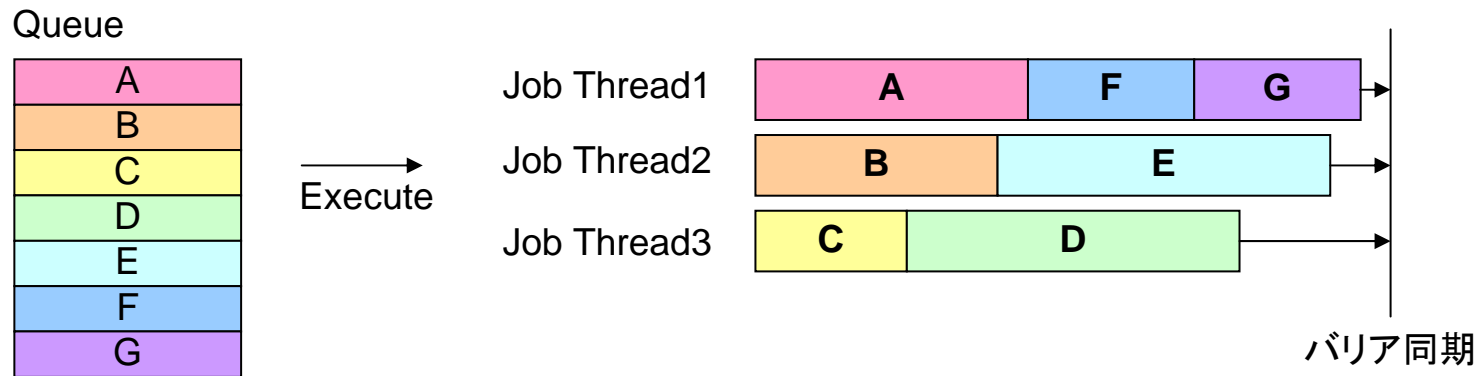 Queue
A
B
C
D
E
F
G
Execute
Job Thread1
A F G
Job Thread2
B E
Job Thread3
C D
バリア同期